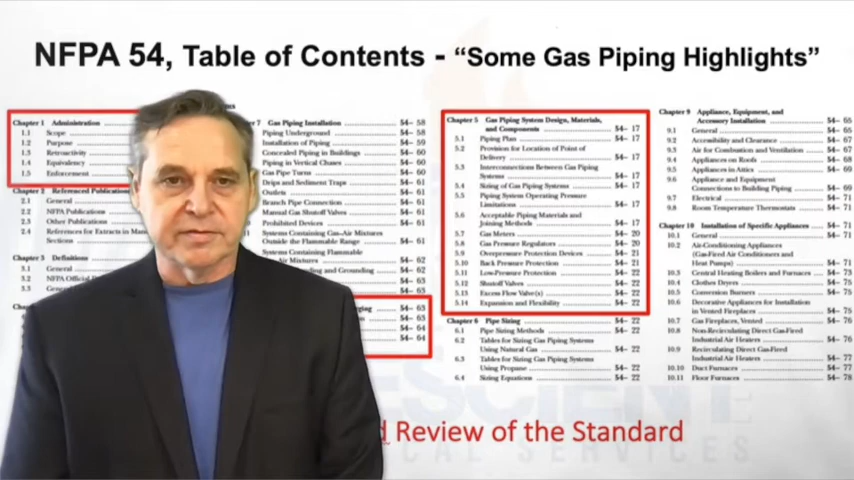 NFPA 54, Table of Contents - “Some Gas Piping Highlights”
Chapter 1 Administration
1.1 Scope
1.2 Purpose
1.3 Retroactivity
1.4 Equivalency
1.5 Enforcement
Chapter 2 Referenced Publications
2.1 General
2.2 NFPA Publications
2.3 Other Publications
2.4 References for Extracts in
Sections
Chapter 3 Definitions
3.1 General
3.2 NFPA Official
3.3
7 Gas Piping Installation 54– 58
Piping Underground 54– 58
Installation of Piping 54– 59
Concealed Piping in Buildings 54– 60
Piping in Vertical Chases 54– 60
Gas Pipe Turns 54– 60
Drips and Sediment Traps 54– 61
Outlets 54– 61
Branch Pipe Connection 54– 61
Manual Gas Shutoff Valves 54– 61
Prohibited Devices 54– 61
Systems Containing Gas-Air Mixtures
Outside the Flammable Range 54– 61
Systems Containing Flammable
Mixtures 54– 62
and Grounding 54– 62
54– 63
54– 63
54– 63
54– 63
54– 64
54– 64
Chapter 5 Gas Piping System Design, Materials,
and Components 54– 17
5.1 Piping Plan 54– 17
5.2 Provision for Location of Point of
Delivery 54– 17
5.3 Interconnections Between Gas Piping
Systems 54– 17
5.4 Sizing of Gas Piping Systems 54– 17
5.5 Piping System Operating Pressure
Limitations 54– 17
5.6 Acceptable Piping Materials and
Joining Methods 54– 17
5.7 Gas Meters 54– 20
5.8 Gas Pressure Regulators 54– 20
5.9 Overpressure Protection Devices 54– 21
5.10 Back Pressure Protection 54– 21
5.11 Low-Pressure Protection 54– 22
5.12 Shutoff Valves 54– 22
5.13 Excess Flow Valve(s) 54– 22
5.14 Expansion and Flexibility 54– 22
Chapter 6 Pipe Sizing 54– 22
6.1 Pipe Sizing Methods 54– 22
6.2 Tables for Sizing Gas Piping Systems
Using Natural Gas 54– 22
6.3 Tables for Sizing Gas Piping Systems
Using Propane 54– 22
6.4 Sizing Equations 54– 22
Chapter 9 Appliance, Equipment, and
Accessory Installation 54– 65
9.1 General 54– 65
9.2 Accessibility and Clearance 54– 67
9.3 Air for Combustion and Ventilation 54– 67
9.4 Appliances on Roofs 54– 68
9.5 Appliances in Attics 54– 69
9.6 Appliance and Equipment
Connections to Building Piping 54– 69
9.7 Electrical 54– 71
9.8 Room Temperature Thermostats 54– 71
Chapter 10 Installation of Specific Appliances 54– 71
10.1 General 54– 71
10.2 Air-Conditioning Appliances
(Gas-Fired Air Conditioners and
Heat Pumps) 54– 71
10.3 Central Heating Boilers and Furnaces 54– 73
10.4 Clothes Dryers 54– 75
10.5 Conversion Burners 54– 75
10.6 Decorative Appliances for Installation
in Vented Fireplaces 54– 75
10.7 Gas Fireplaces, Vented 54– 76
10.8 Non-Recirculating Direct Gas-Fired
Industrial Air Heaters 54– 76
10.9 Recirculating Direct Gas-Fired
Industrial Air Heaters 54– 77
10.10 Duct Furnaces 54– 77
10.11 Floor Furnaces 54– 78
Review of the Standard